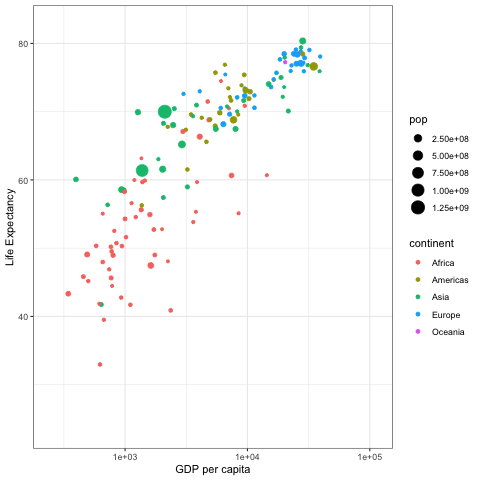 80
60
40
Life Expectancy
1e+03
1e+04
1e+05
GDP per capita
pop
2.50e+08
5.00e+08
7.50e+08
1.00e+09
1.25e+09
continent
Africa
Americas
Asia
Europe
Oceania